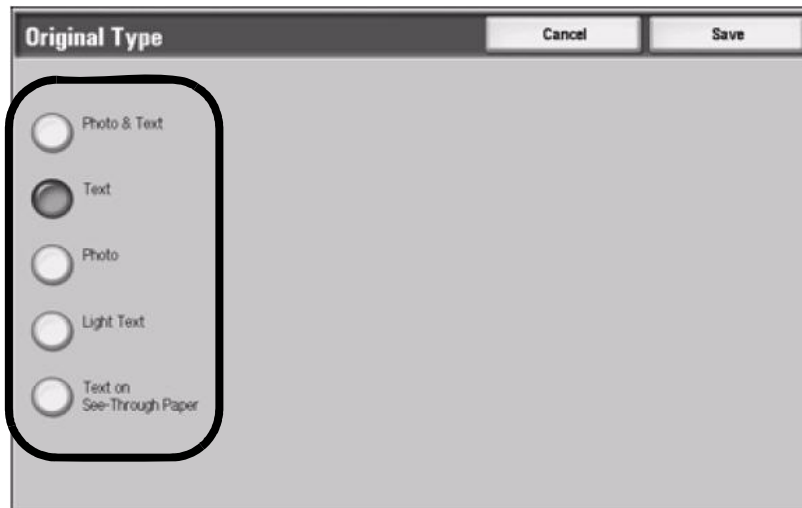 Original Type
Cancel
Save
Photo & Text
Text
Photo
Light Text
Text on
See-Through Paper